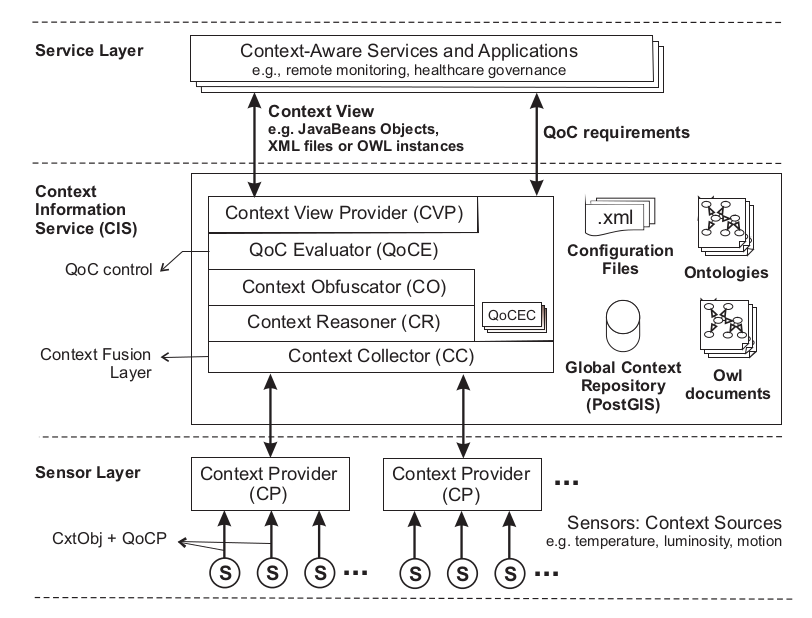 Service Layer
Context-Aware Services and Applications
e.g., remote monitoring, healthcare governance
Context View
e.g. JavaBeans Objects,
XML files or OWL instances
QoC requirements
Context
Information
Service (CIS)
QoC control
Context Fusion
Layer
Context View Provider (CVP)
QoC Evaluator (QoCE)
Context Obfuscator (CO)
Context Reasoner (CR)
QoCEC
Context Collector (CC)
.xml
Configuration
Files
Ontologies
Global Context
Repository
(PostGIS)
Owl
documents
Sensor Layer
Context Provider
(CP)
Context Provider
(CP)
...
CxtObj + QoCP
Sensors: Context Sources
e.g. temperature, luminosity, motion
S S S ... S S S ...